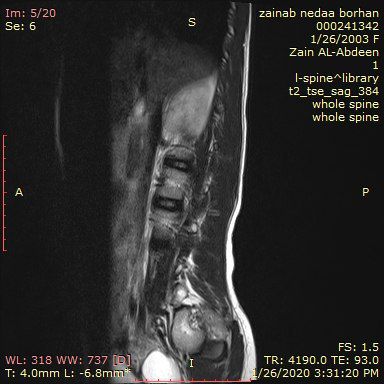 Im: 5/20
Se: 6
S
zainab nedaa borhan
000241342
1/26/2003 F
Zain AL-Abdeen
1
l-spine^library
t2_tse_sag_384
whole spine
whole spine
A
P
WL: 318 WW: 737 [D]
T: 4.0mm L: -6.8mm*
I
FS: 1.5
TR: 4190.0 TE: 93.0
1/26/2020 3:31:20 PM